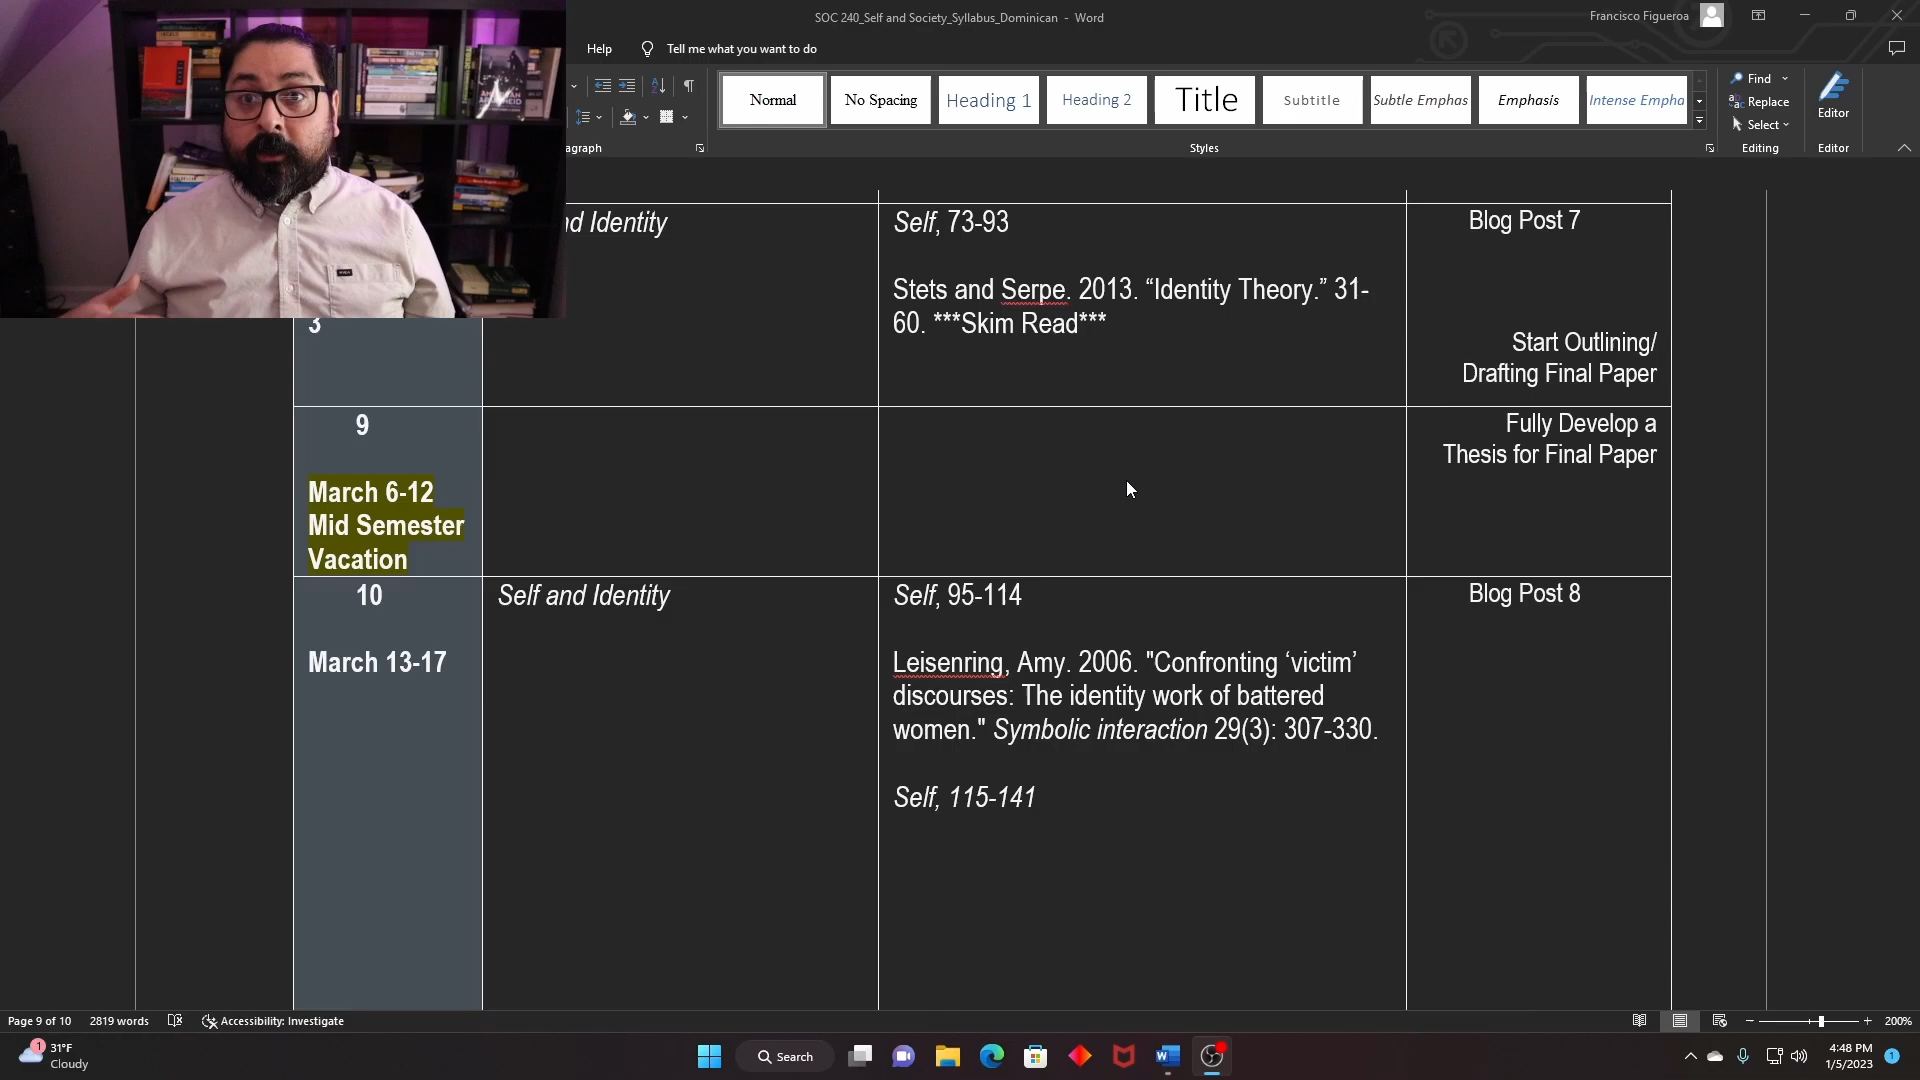 SOC 240_Self and Society_Syllabus_Dominican - Word
Francisco Figueroa
Help
Tell me what you want to do
Normal
No Spacing
Heading 1
Heading 2
Title
Subtitle
Subtle Emphas
Emphasis
Intense Empha
Find
Replace
Select
Editor
agraph
Styles
Editing
Editor
3
nd Identity
Self, 73-93
Stets and Serpe. 2013. “Identity Theory.” 31-
60. ***Skim Read***
Blog Post 7
Start Outlining/
Drafting Final Paper
9
March 6-12
Mid Semester
Vacation
Fully Develop a
Thesis for Final Paper
10
March 13-17
Self and Identity
Self, 95-114
Leisenring, Amy. 2006. "Confronting ‘victim’
discourses: The identity work of battered
women." Symbolic interaction 29(3): 307-330.
Self, 115-141
Blog Post 8
Page 9 of 10
2819 words
Accessibility: Investigate
200%
1
31°F
Cloudy
Search
4:48 PM
1/5/2023
1